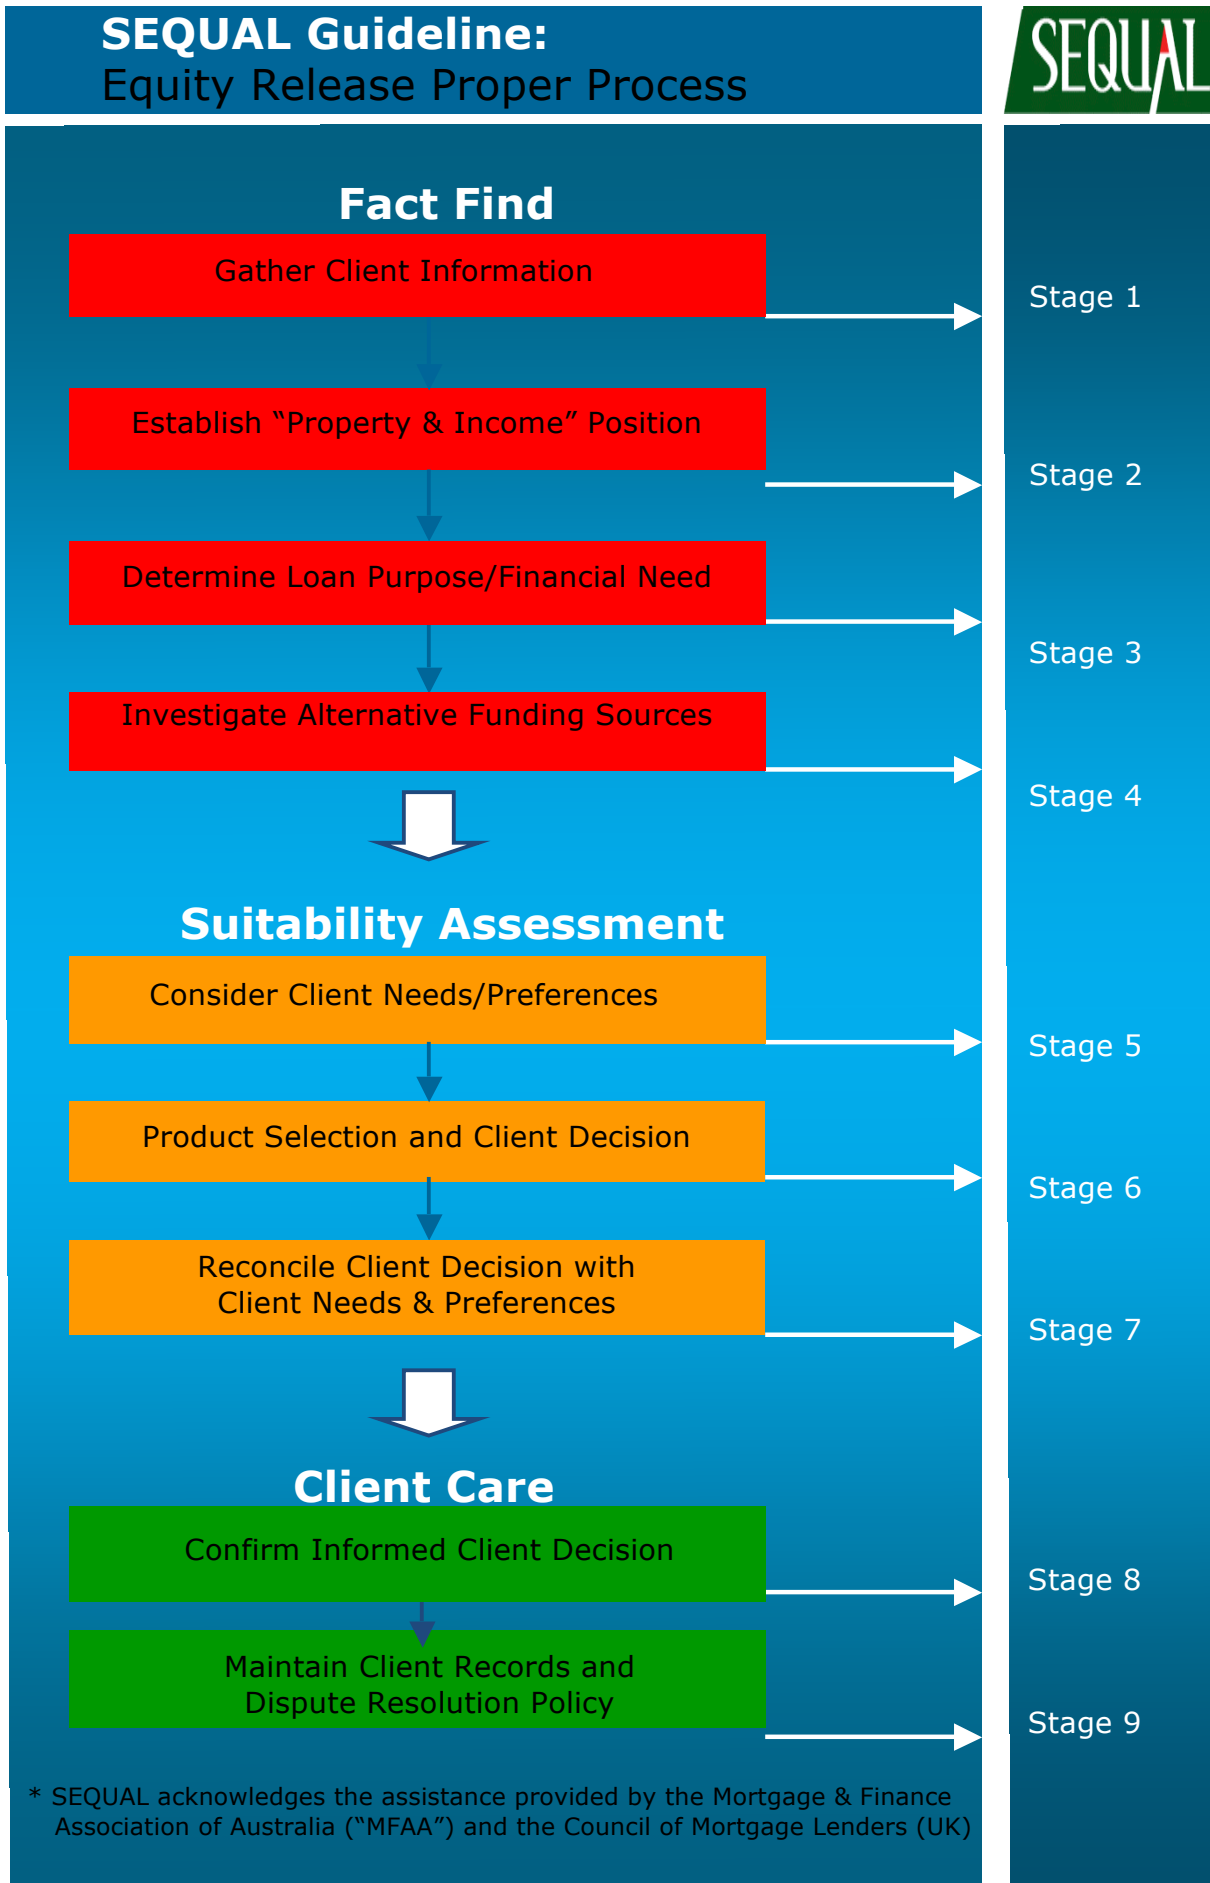 SEQUAL Guideline:
Equity Release Proper Process
SEQUAL
Fact Find
Gather Client Information
Stage 1
Establish “Property & Income” Position
Stage 2
Determine Loan Purpose/Financial Need
Stage 3
Investigate Alternative Funding Sources
Stage 4
Suitability Assessment
Consider Client Needs/Preferences
Stage 5
Product Selection and Client Decision
Stage 6
Reconcile Client Decision with
Client Needs & Preferences
Stage 7
Client Care
Confirm Informed Client Decision
Stage 8
Maintain Client Records and
Dispute Resolution Policy
Stage 9
* SEQUAL acknowledges the assistance provided by the Mortgage & Finance
Association of Australia (“MFAA”) and the Council of Mortgage Lenders (UK)